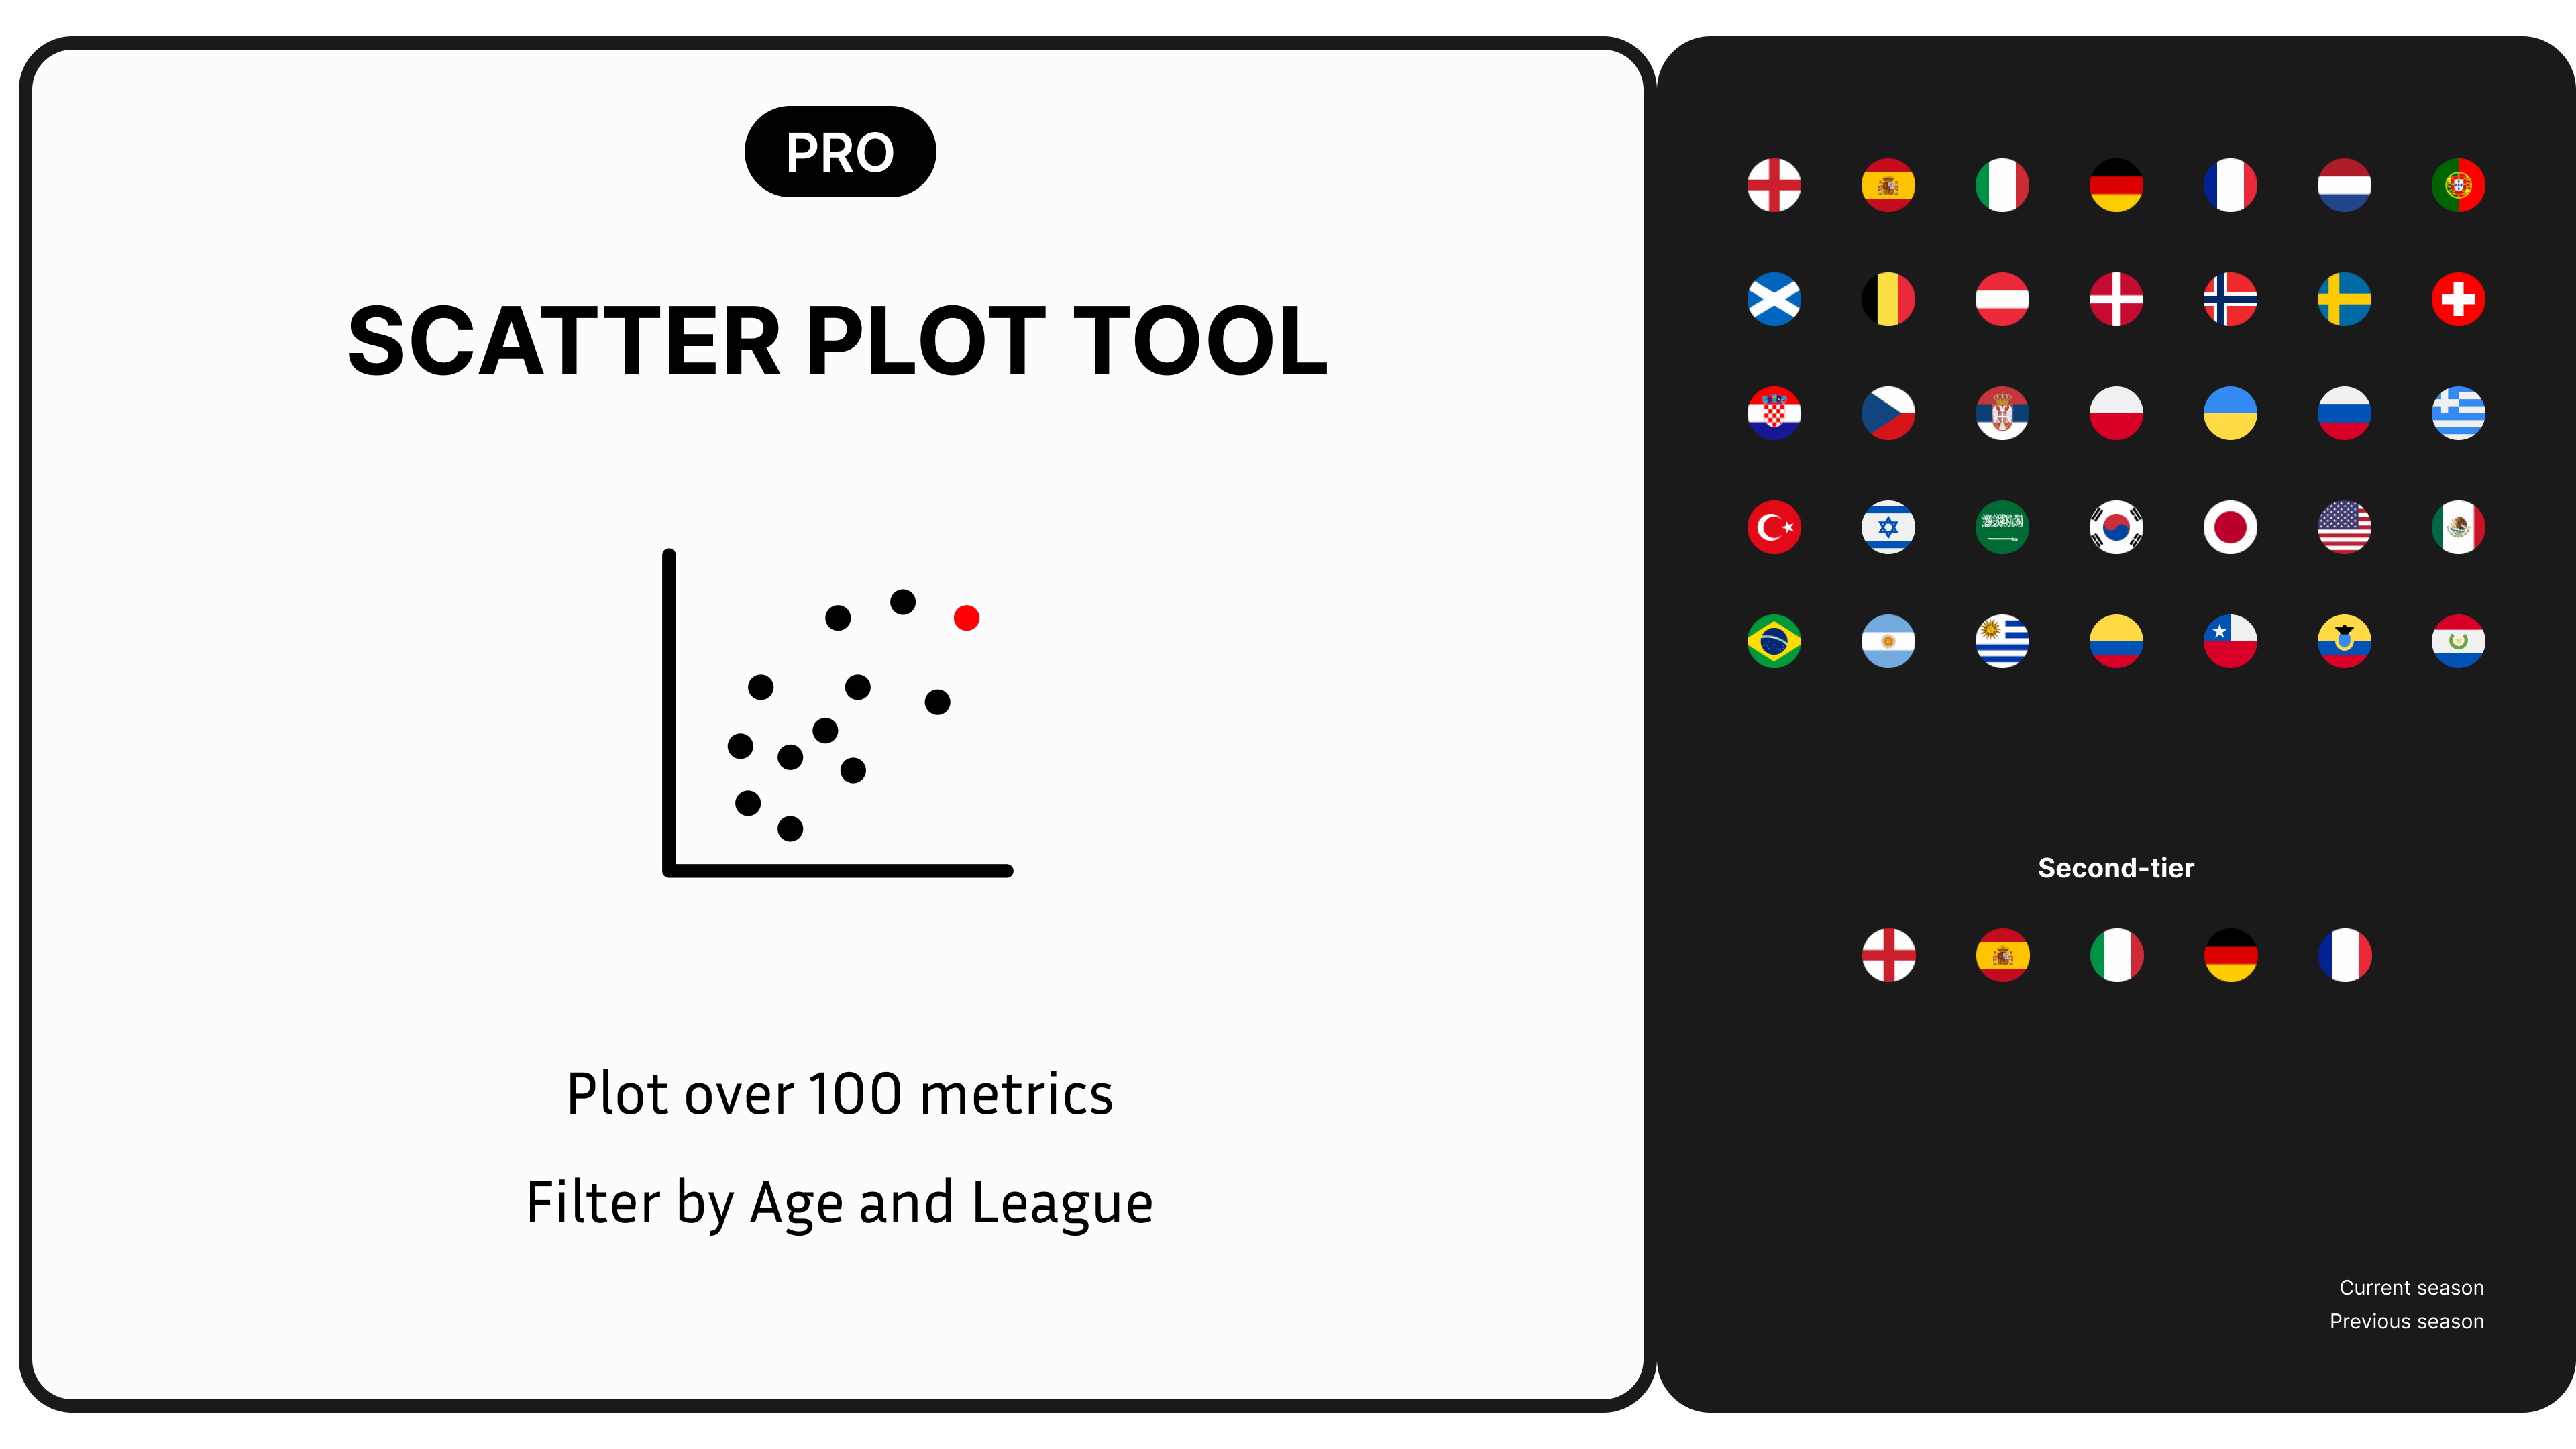 PRO
SCATTER PLOT TOOL
Plot over 100 metrics
Filter by Age and League
Second-tier
Current season
Previous season